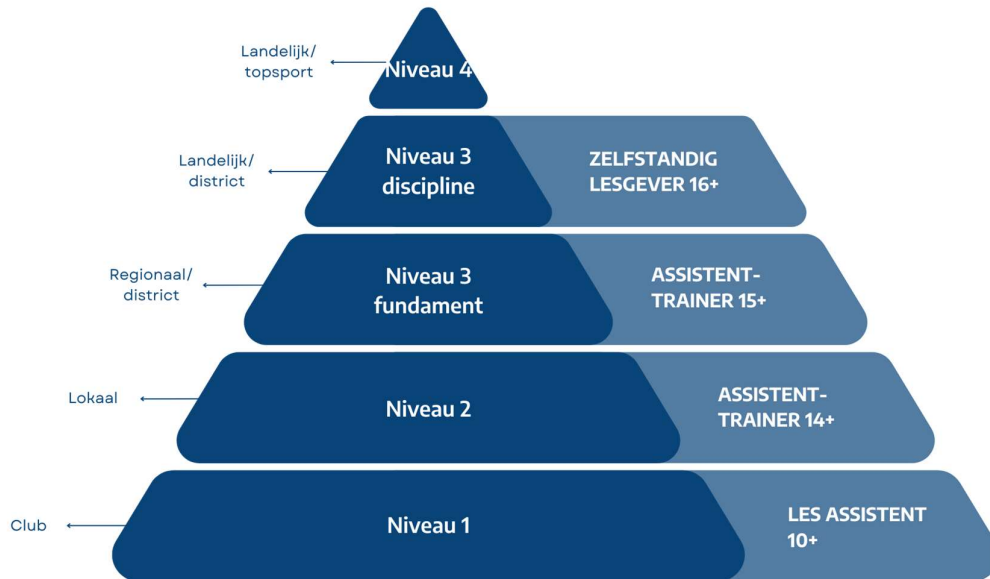 Landelijk/
topsport
Niveau 4
Landelijk/
district
Niveau 3
discipline
ZELFSTANDIG
LESGEVER 16+
Regionaal/
district
Niveau 3
fundament
ASSISTENT-
TRAINER 15+
Lokaal
Niveau 2
ASSISTENT-
TRAINER 14+
Club
Niveau 1
LES ASSISTENT
10+